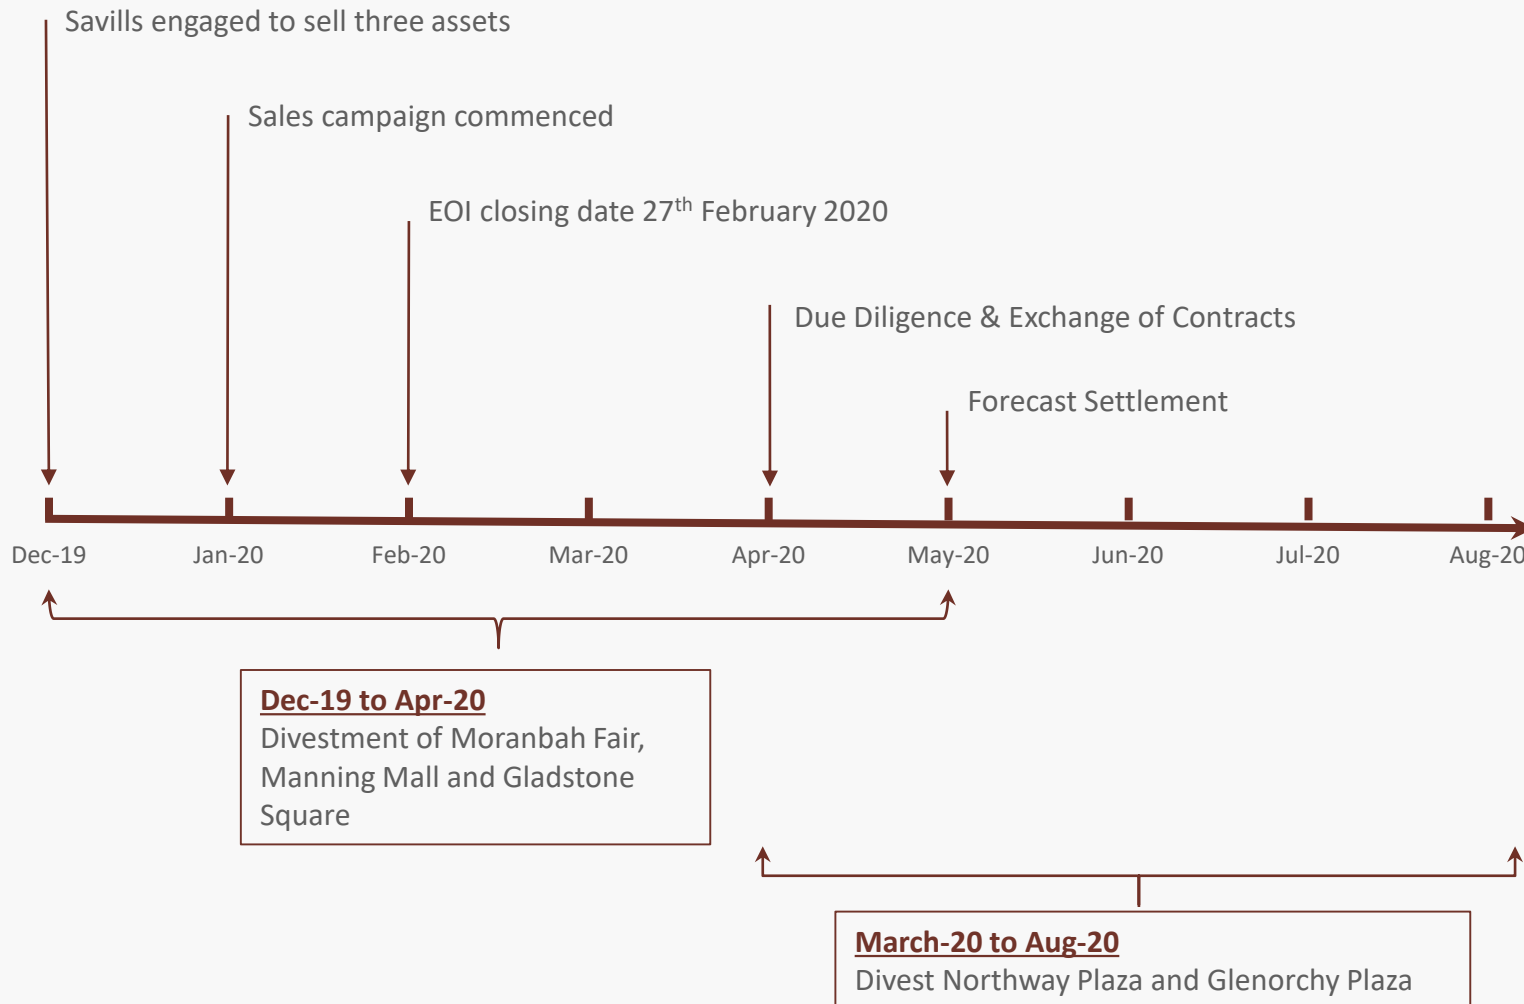 Savills engaged to sell three assets
Sales campaign commenced
EOI closing date 27th February 2020
Due Diligence & Exchange of Contracts
Forecast Settlement
Dec-19
Jan-20
Feb-20
Mar-20
Apr-20
May-20
Jun-20
Jul-20
Aug-20
Dec-19 to Apr-20
Divestment of Moranbah Fair,
Manning Mall and Gladstone
Square
March-20 to Aug-20
Divest Northway Plaza and Glenorchy Plaza